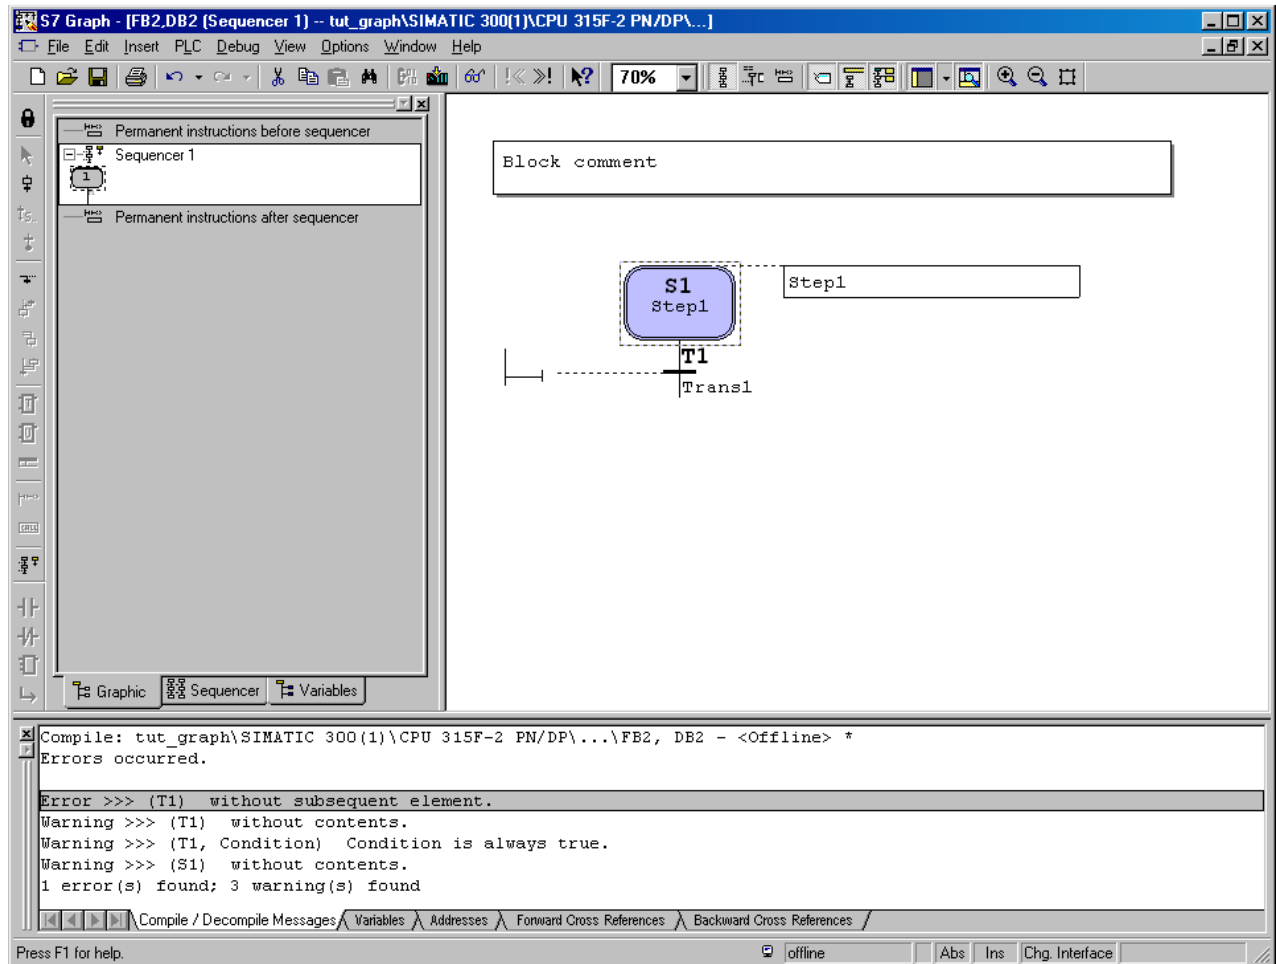 S7 Graph - [FB2,DB2 (Sequencer 1) -- tut_graph\SIMATIC 300(1)\CPU 315F-2 PN/DP\...]
File Edit Insert PLC Debug View Options Window Help
70%
Permanent instructions before sequencer
Sequencer 1
1
Permanent instructions after sequencer
Block comment
S1
Step1
Step1
T1
Trans1
Graphic Sequencer Variables
Compile: tut_graph\SIMATIC 300(1)\CPU 315F-2 PN/DP\...\FB2, DB2 - <Offline> *
Errors occurred.
Error >>> (T1) without subsequent element.
Warning >>> (T1) without contents.
Warning >>> (T1, Condition) Condition is always true.
Warning >>> (S1) without contents.
1 error(s) found; 3 warning(s) found
Compile / Decompile Messages Variables Addresses Forward Cross References Backward Cross References
Press F1 for help. offline Abs Ins Chg. Interface